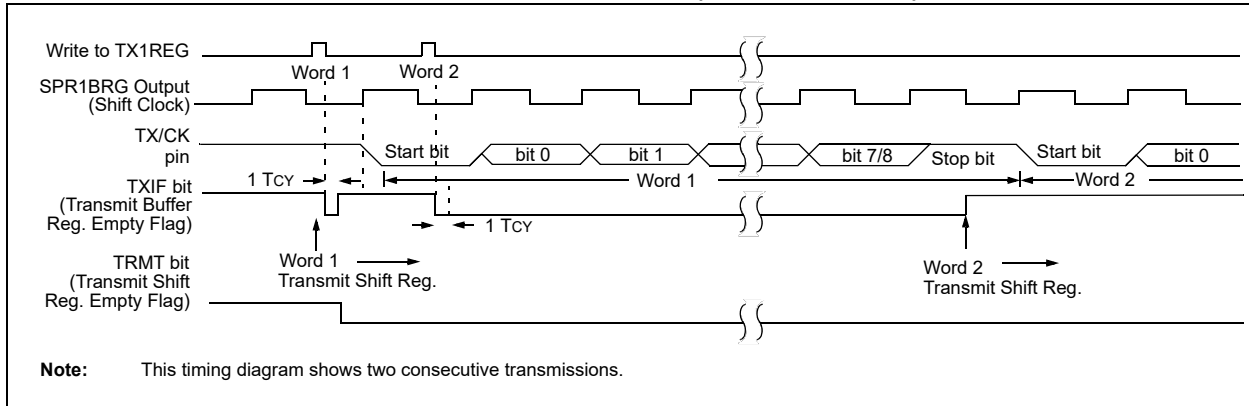 Write to TX1REG
Word 1 Word 2
SPR1BRG Output
(Shift Clock)
TX/CK
pin
Start bit bit 0 bit 1 bit 7/8 Stop bit Start bit bit 0
Word 1 Word 2
1 TCY
TXIF bit
(Transmit Buffer
Reg. Empty Flag)
1 TCY
Word 1
Transmit Shift Reg.
Word 2
Transmit Shift Reg.
TRMT bit
(Transmit Shift
Reg. Empty Flag)
Note: This timing diagram shows two consecutive transmissions.